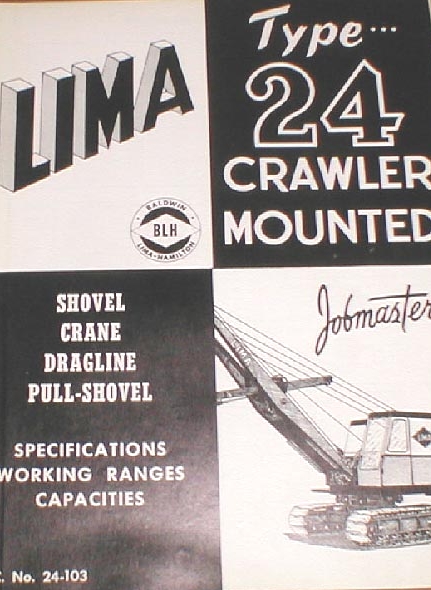 LIMA
BALDWIN
BLH
LIMA-HAMILTON
Type...
24
CRAWLER
MOUNTED
SHOVEL
CRANE
DRAGLINE
PULL-SHOVEL
SPECIFICATIONS
WORKING RANGES
CAPACITIES
No. 24-103
Jobmaster
LIMA